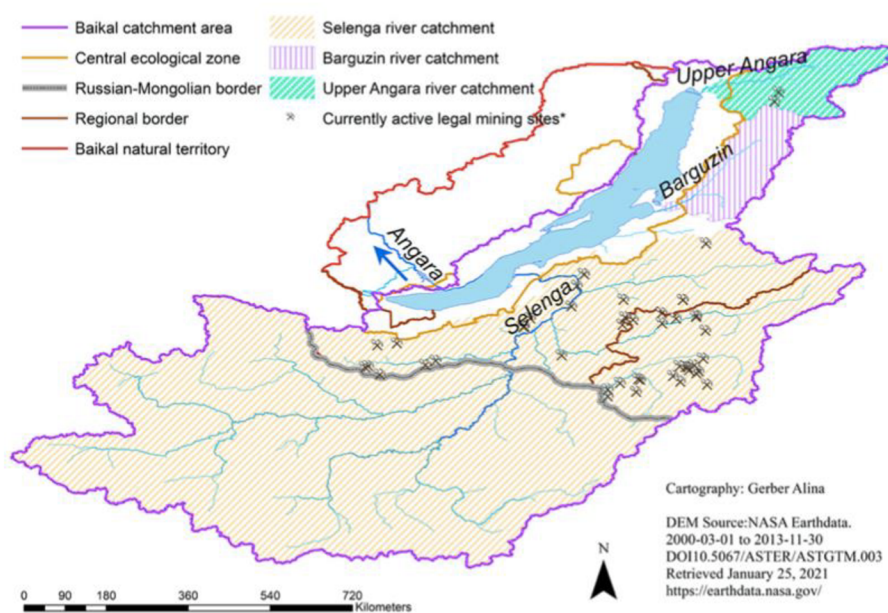 Baikal catchment area
Central ecological zone
Russian-Mongolian border
Regional border
Baikal natural territory
Selenga river catchment
Barguzin river catchment
Upper Angara river catchment
Currently active legal mining sites*
Upper Angara
Barguzin
Angara
Selenga
Cartography: Gerber Alina
DEM Source:NASA Earthdata.
2000-03-01 to 2013-11-30
DOI10.5067/ASTER/ASTGTM.003
Retrieved January 25, 2021
https://earthdata.nasa.gov/
N
0 90 180 360 540 720
Kilometers